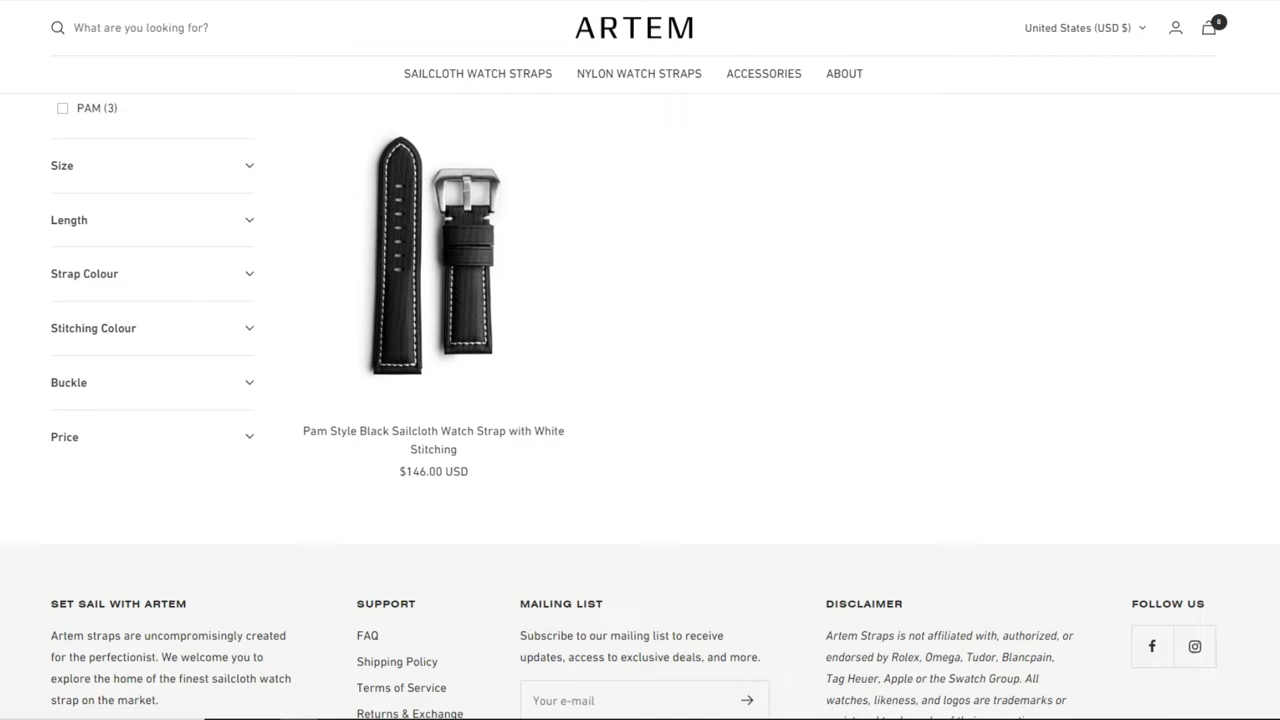 What are you looking for?
ARTEM
United States (USD $)
0
SAILCLOTH WATCH STRAPS
NYLON WATCH STRAPS
ACCESSORIES
ABOUT
PAM (3)
Size
Length
Strap Colour
Stitching Colour
Buckle
Price
Pam Style Black Sailcloth Watch Strap with White
Stitching
$146.00 USD
SET SAIL WITH ARTEM
Artem straps are uncompromisingly created
for the perfectionist. We welcome you to
explore the home of the finest sailcloth watch
strap on the market.
SUPPORT
FAQ
Shipping Policy
Terms of Service
Returns & Exchange
MAILING LIST
Subscribe to our mailing list to receive
updates, access to exclusive deals, and more.
Your e-mail
DISCLAIMER
Artem Straps is not affiliated with, authorized, or
endorsed by Rolex, Omega, Tudor, Blancpain,
Tag Heuer, Apple or the Swatch Group. All
watches, likeness, and logos are trademarks or
FOLLOW US